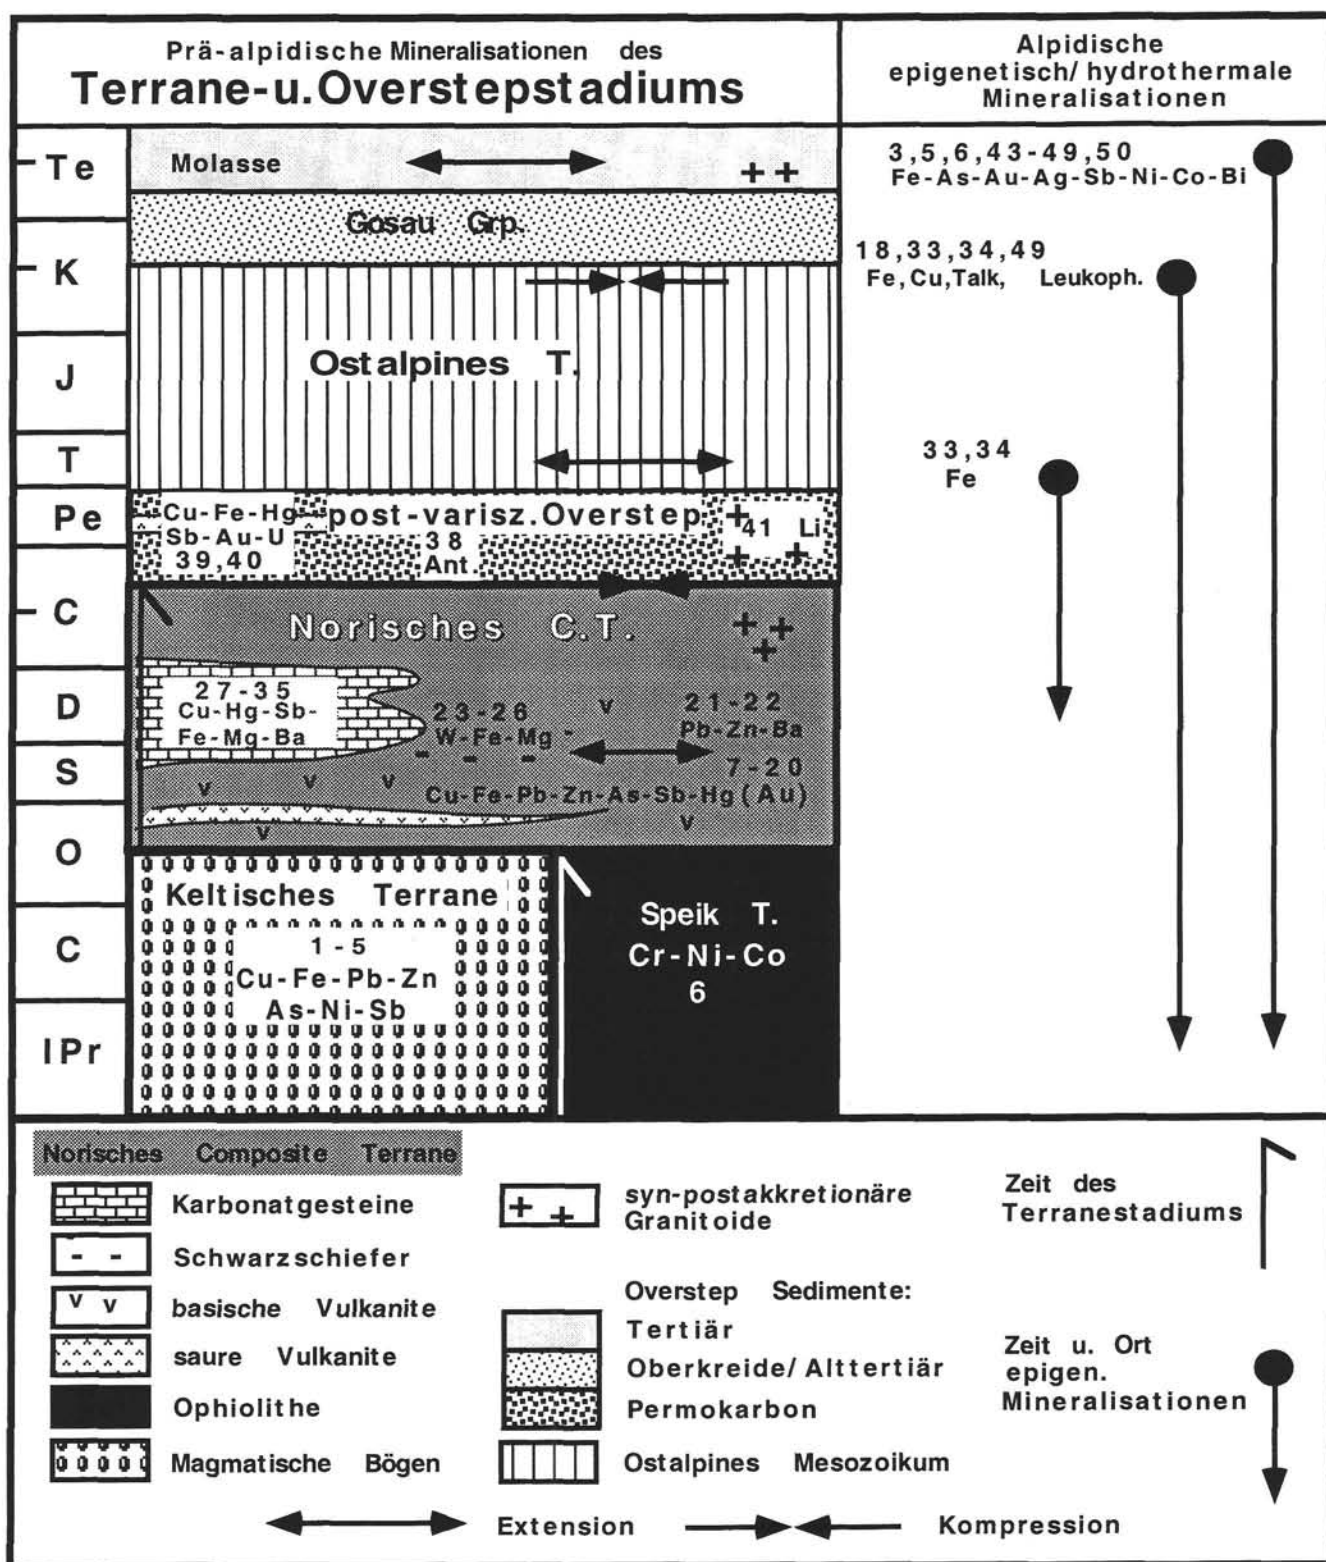 Prä-alpidische Mineralisationen des
Terrane-u.Overstepstadiums
Alpidische
epigenetisch/hydrothermale
Mineralisationen
Te
Molasse
3,5,6,43-49,50
Fe-As-Au-Ag-Sb-Ni-Co-Bi
Gosau Grp.
K
18,33,34,49
Fe,Cu,Talk, Leukoph.
J
Ostalpines T.
T
33,34
Fe
Pe
Cu-Fe-Hg
Sb-Au-U
39,40
post-varisz.Overstep
38
Ant.
41 Li
C
Norisches C.T.
D
27-35
Cu-Hg-Sb-
Fe-Mg-Ba
23-26
W-Fe-Mg
v
21-22
Pb-Zn-Ba
S
7-20
v v v
Cu-Fe-Pb-Zn-As-Sb-Hg(Au)
v v
O
Keltisches Terrane
1-5
Cu-Fe-Pb-Zn
As-Ni-Sb
Speik T.
Cr-Ni-Co
6
C
IPr
Norisches Composite Terrane
Karbonatgesteine
Schwarzschiefer
v v
basische Vulkanite
saure Vulkanite
Ophiolithe
Magmatische Bögen
syn-postakkretionäre
Granitoide
Overstep Sedimente:
Tertiär
Oberkreide/Alttertiär
Permokarbon
Ostalpines Mesozoikum
Zeit des
Terranestadiums
Zeit u. Ort
epigen.
Mineralisationen
Extension
Kompression